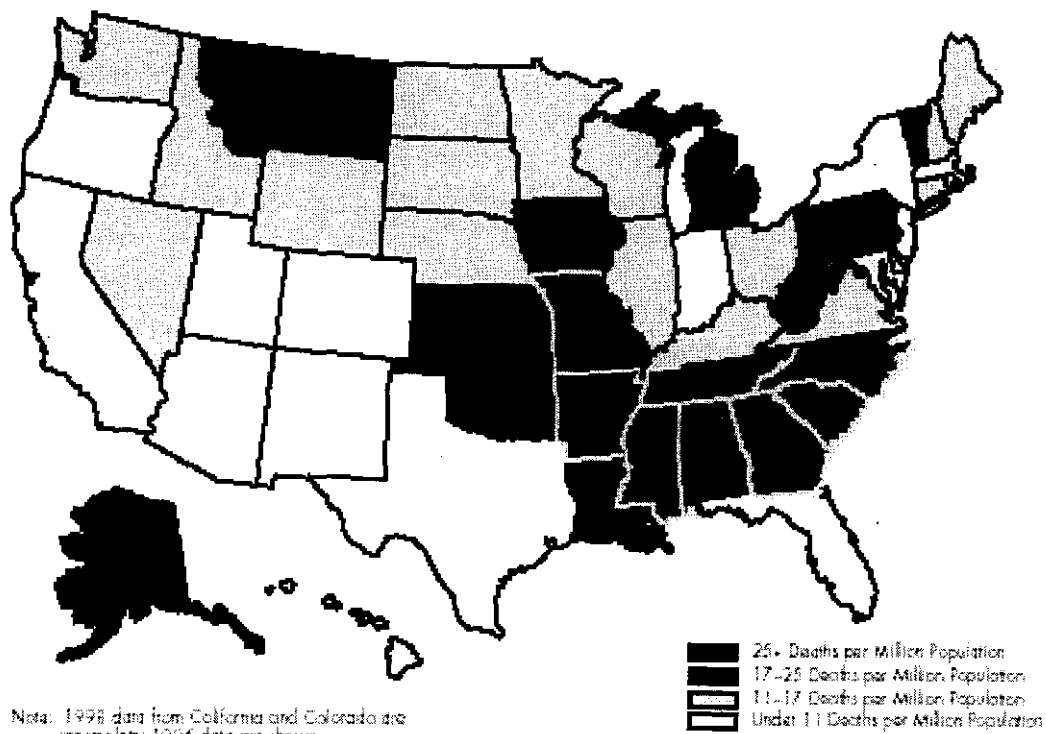 25+ Deaths per Million Population
17-25 Deaths per Million Population
11-17 Deaths per Million Population
Under 11 Deaths per Million Population
Note: 1998 data from California and Colorado are